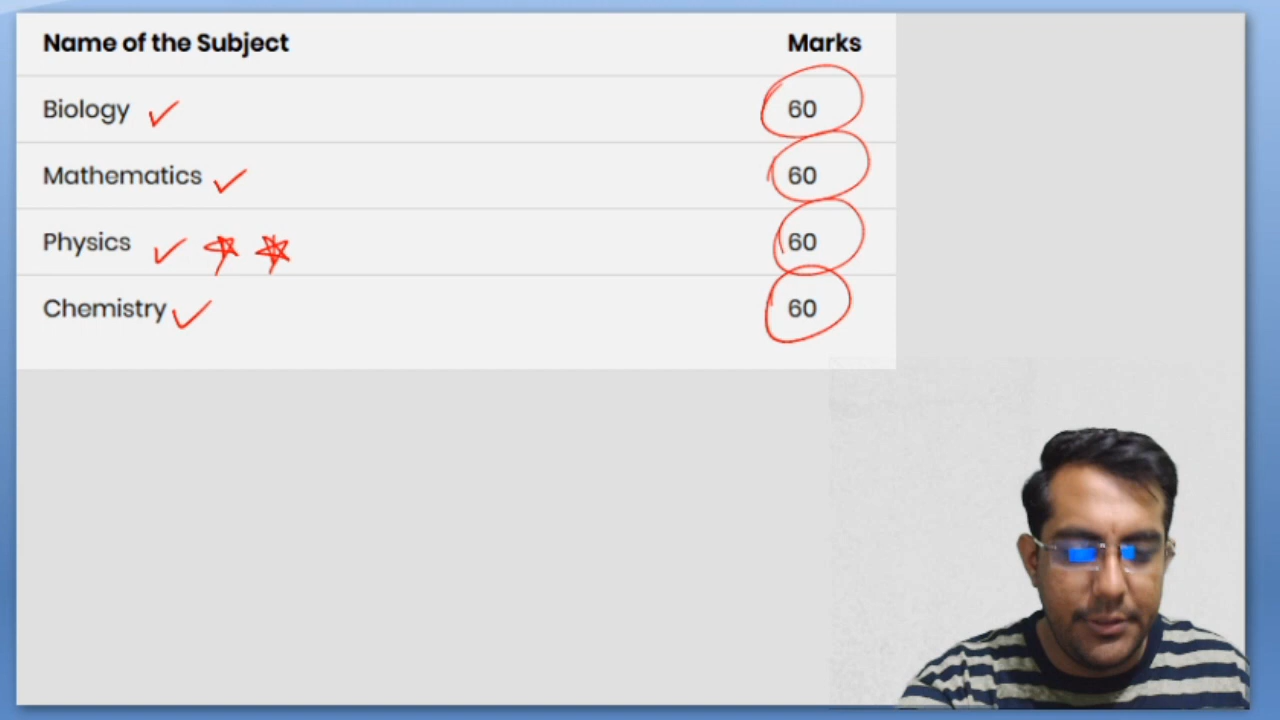 Name of the Subject Marks
Biology 60
Mathematics 60
Physics 60
Chemistry 60